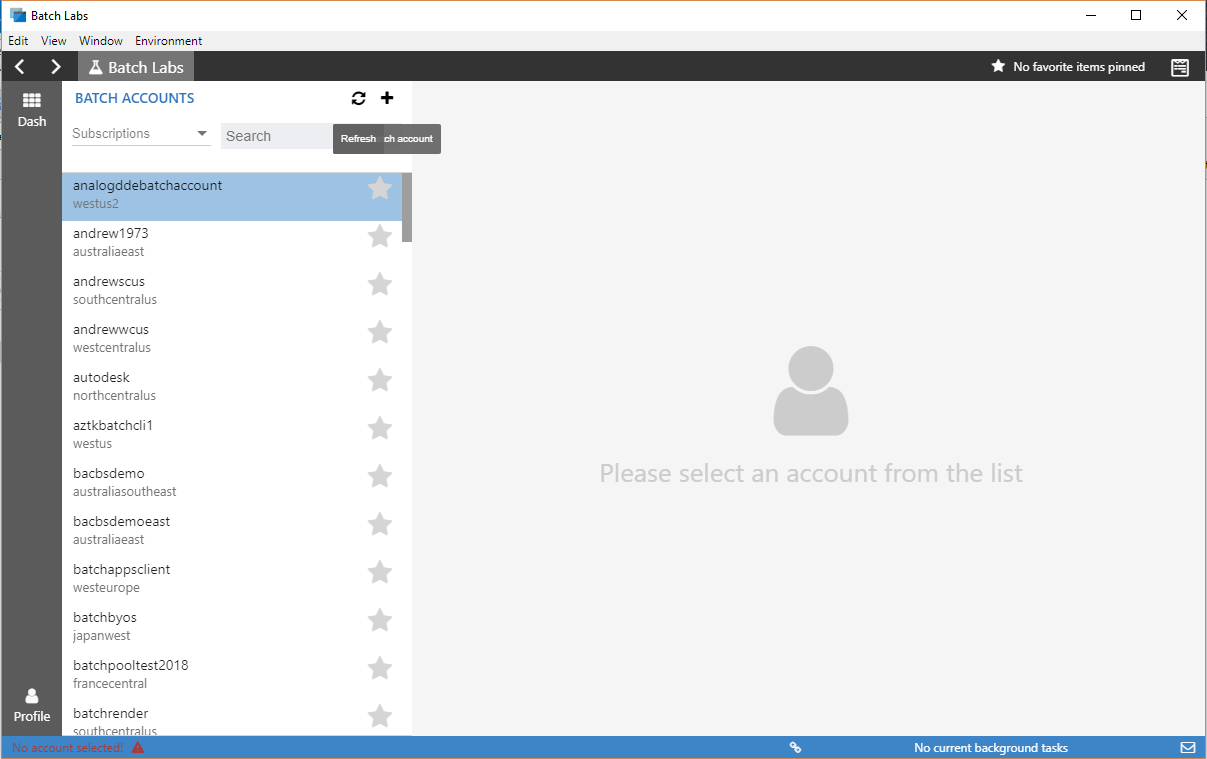 Batch Labs
Edit View Window Environment
Batch Labs
No favorite items pinned
Dash
BATCH ACCOUNTS
Subscriptions
Search
Refresh
ch account
analogddebatchaccount
westus2
andrew1973
australiaeast
andrewscus
southcentralus
andrewwcus
westcentralus
autodesk
northcentralus
aztkbatchcli1
westus
bacbsdemo
australiasoutheast
bacbsdemoeast
australiaeast
batchappsclient
westeurope
batchbyos
japanwest
batchpooltest2018
francecentral
batchrender
southcentralus
Please select an account from the list
Profile
No account selected!
No current background tasks